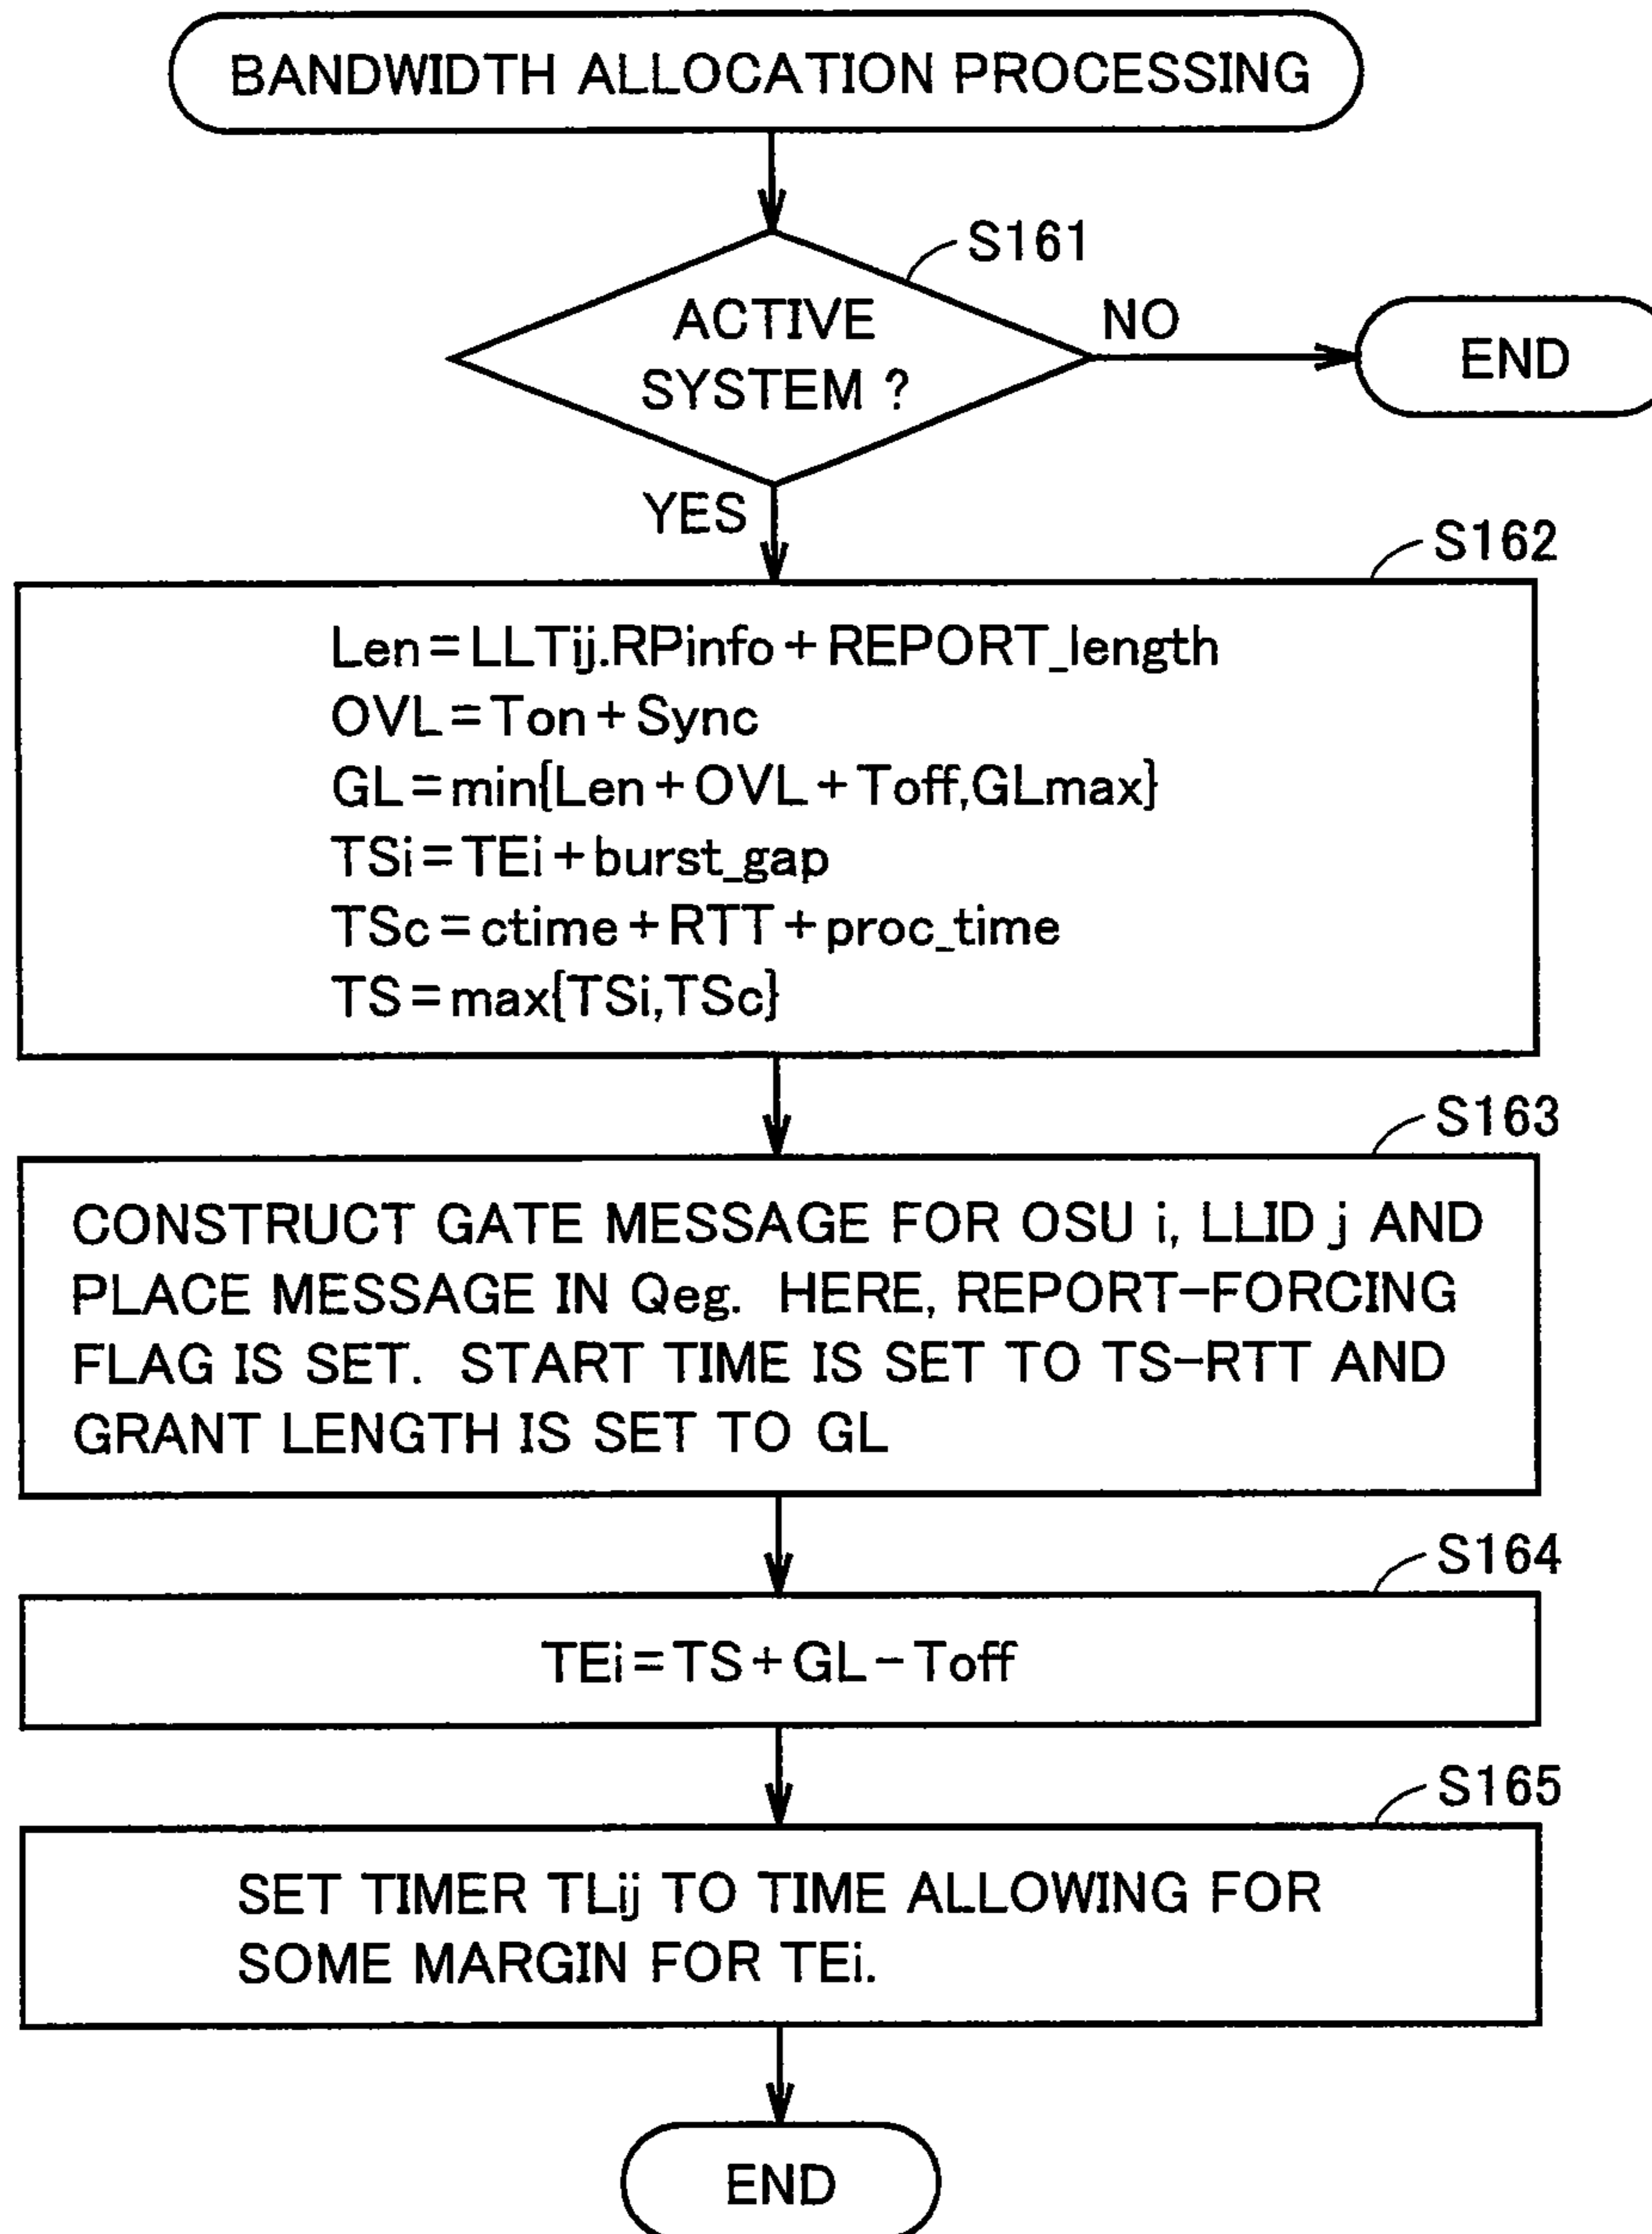 BANDWIDTH ALLOCATION PROCESSING
S161
ACTIVE
SYSTEM ?
NO
END
YES
S162
Len=LLTij.RPinfo+REPORT_length
OVL=Ton+Sync
GL=min{Len+OVL+Toff,GLmax}
TSi=TEi+burst_gap
TSc=ctime+RTT+proc_time
TS=max{TSi,TSc}
S163
CONSTRUCT GATE MESSAGE FOR OSU i, LLID j AND
PLACE MESSAGE IN Qeg. HERE, REPORT-FORCING
FLAG IS SET. START TIME IS SET TO TS-RTT AND
GRANT LENGTH IS SET TO GL
S164
TEi=TS+GL-Toff
S165
SET TIMER TLij TO TIME ALLOWING FOR
SOME MARGIN FOR TEi.
END